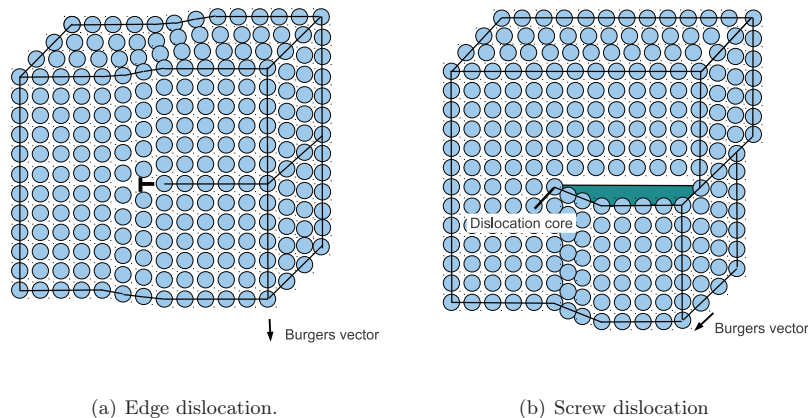 Dislocation core
Burgers vector
Burgers vector
(a) Edge dislocation.
(b) Screw dislocation